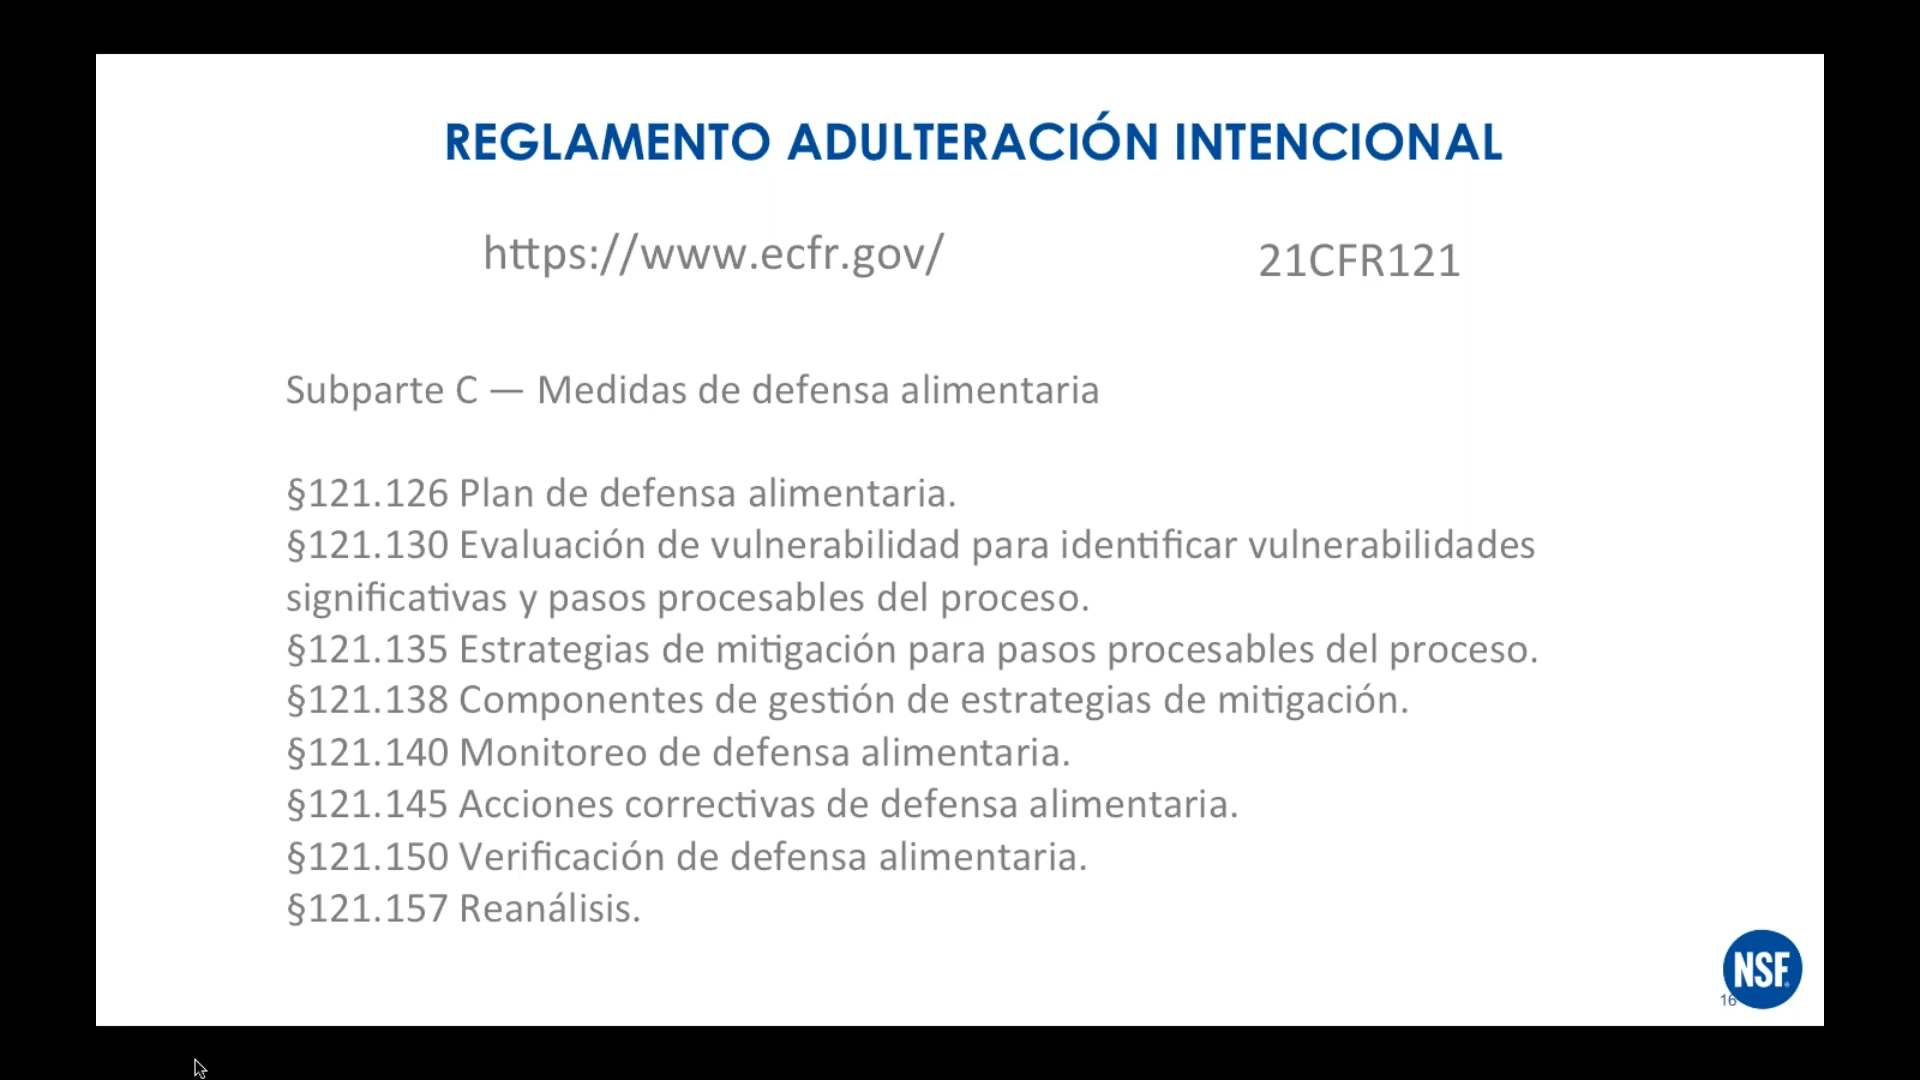 REGLAMENTO ADULTERACIÓN INTENCIONAL
https://www.ecfr.gov/
21CFR121
Subparte C — Medidas de defensa alimentaria
§121.126 Plan de defensa alimentaria.
§121.130 Evaluación de vulnerabilidad para identificar vulnerabilidades
significativas y pasos procesables del proceso.
§121.135 Estrategias de mitigación para pasos procesables del proceso.
§121.138 Componentes de gestión de estrategias de mitigación.
§121.140 Monitoreo de defensa alimentaria.
§121.145 Acciones correctivas de defensa alimentaria.
§121.150 Verificación de defensa alimentaria.
§121.157 Reanálisis.
NSF
16